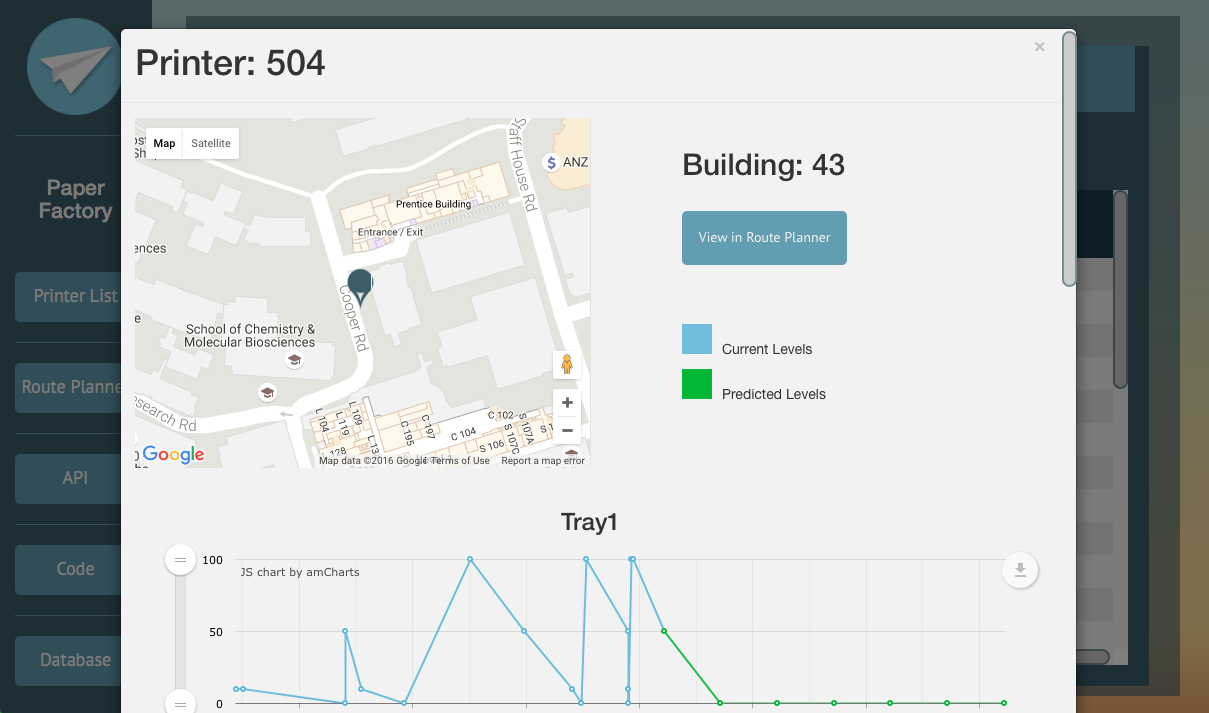 Printer: 504
×
Paper
Factory
Printer List
Route Planne
API
Code
Database
Map
Satellite
Staff House Rd
$ ANZ
Prentice Building
Entrance / Exit
ences
Cooper Rd
School of Chemistry &
Molecular Biosciences
esearch Rd
L 104
L 119
L 109
L 13
128
C 195
C 197
C 104
C 102
S 106
S 107C
S 107A
S 1
+
−
Google
Map data ©2016 Google
Terms of Use
Report a map error
Building: 43
View in Route Planner
Current Levels
Predicted Levels
Tray1
100
JS chart by amCharts
50
0